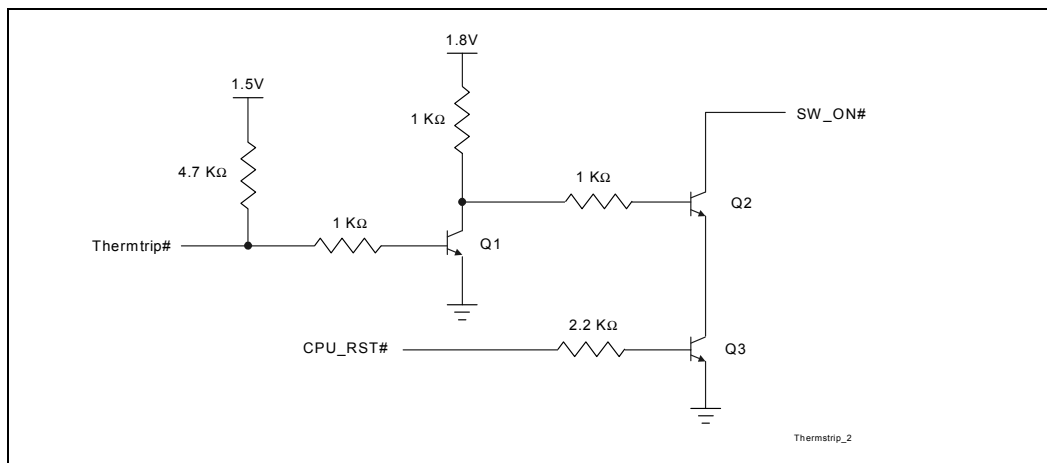 1.8V
1.5V
1 KΩ
SW_ON#
4.7 KΩ
1 KΩ
Q2
1 KΩ
Thermtrip#
Q1
2.2 KΩ
CPU_RST#
Q3
Thermstrip_2